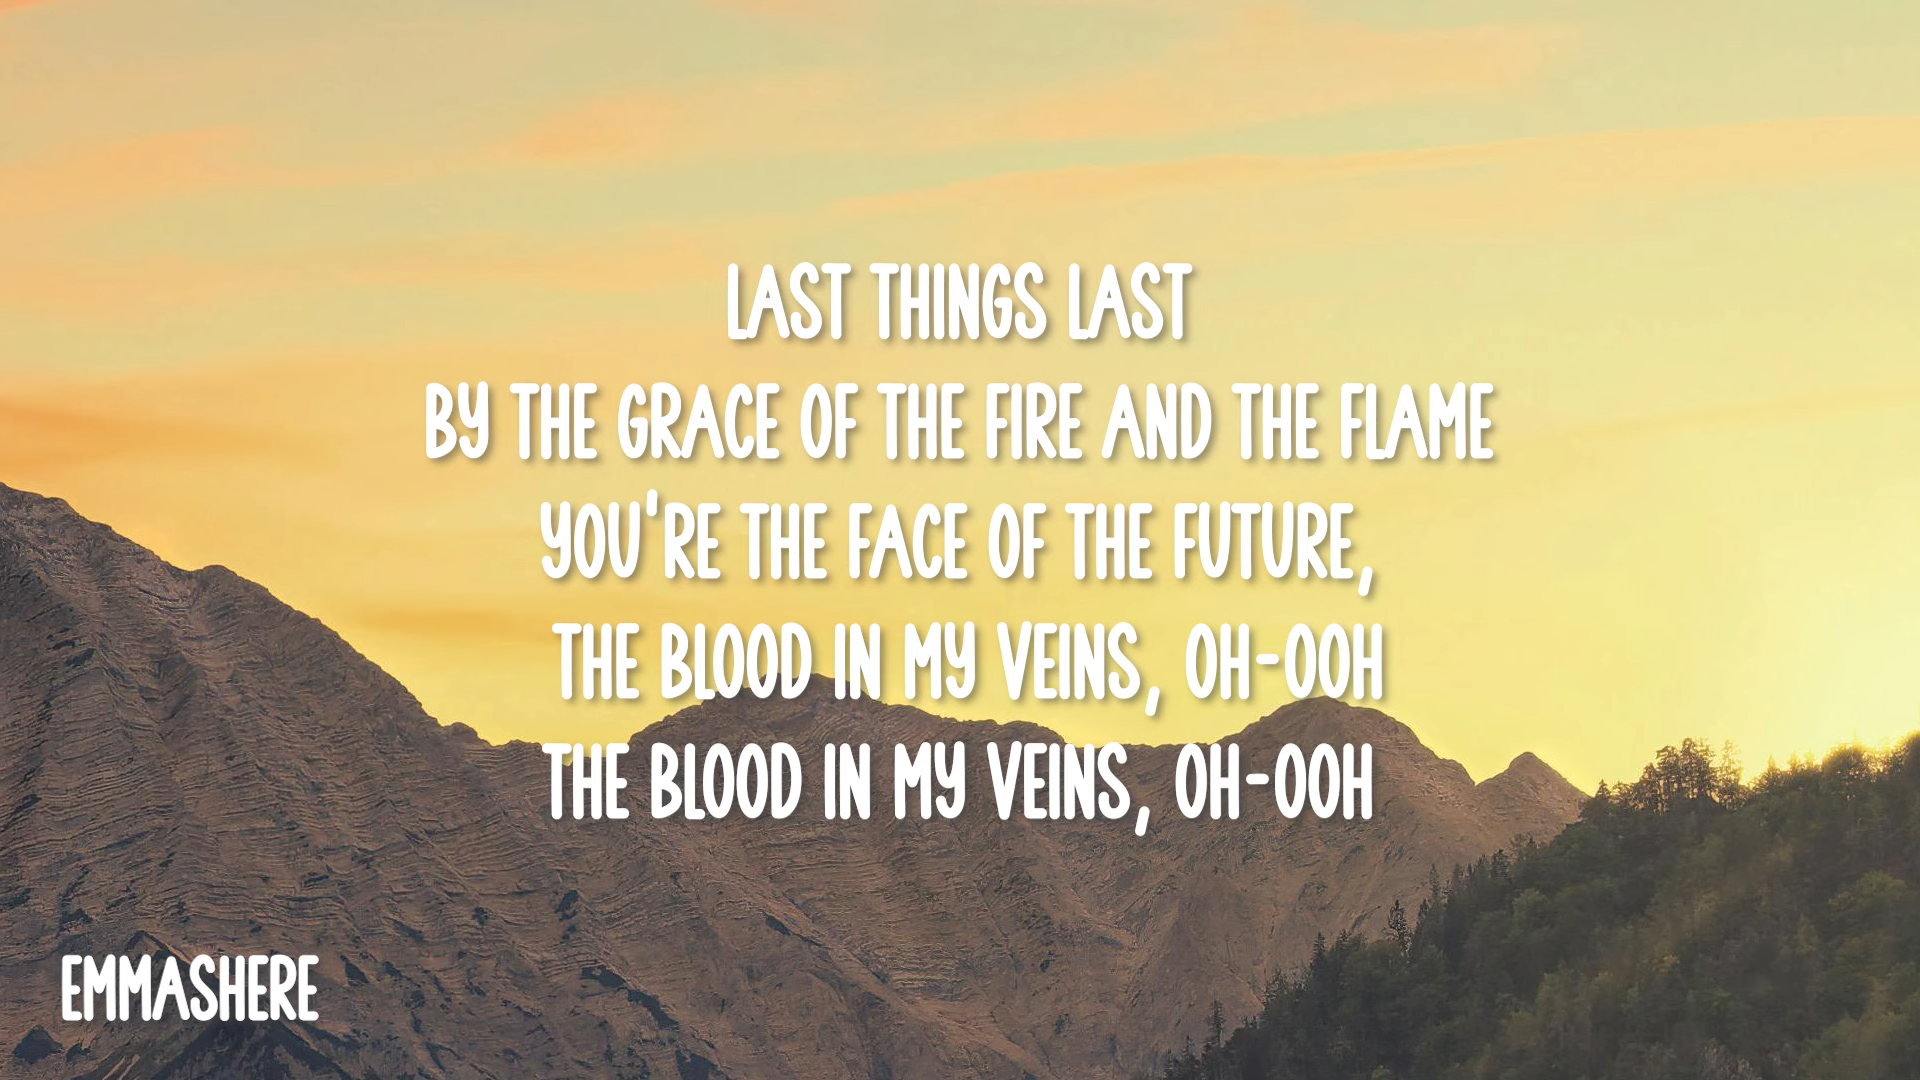 LAST THINGS LAST
BY THE GRACE OF THE FIRE AND THE FLAME
YOU'RE THE FACE OF THE FUTURE,
THE BLOOD IN MY VEINS, OH-OOH
THE BLOOD IN MY VEINS, OH-OOH
EMMASHERE